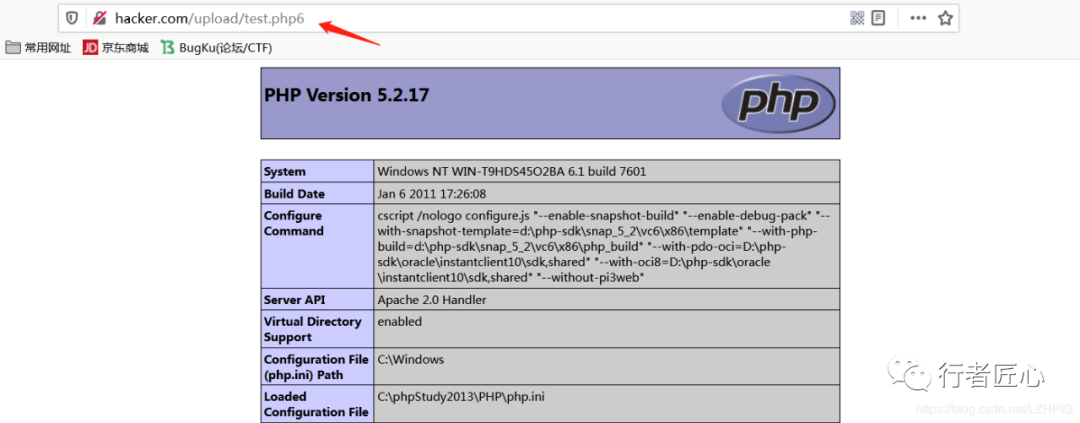 hacker.com/upload/test.php6
常用网址 JD 京东商城 BugKu(论坛/CTF)
PHP Version 5.2.17
php
System Windows NT WIN-T9HDS45O2BA 6.1 build 7601
Build Date Jan 6 2011 17:26:08
Configure Command cscript /nologo configure.js "--enable-snapshot-build" "--enable-debug-pack" "--
with-snapshot-template=d:\php-sdk\snap_5_2\vc6\x86\template" "--with-php-
build=d:\php-sdk\snap_5_2\vc6\x86\php_build" "--with-pdo-oci=D:\php-
sdk\oracle\instantclient10\sdk,shared" "--with-oci8=D:\php-sdk\oracle
\instantclient10\sdk,shared" "--without-pi3web"
Server API Apache 2.0 Handler
Virtual Directory Support enabled
Configuration File (php.ini) Path C:\Windows
Loaded Configuration File C:\phpStudy2013\PHP\php.ini
行者匠心
https://blog.csdn.net/LZHPIG